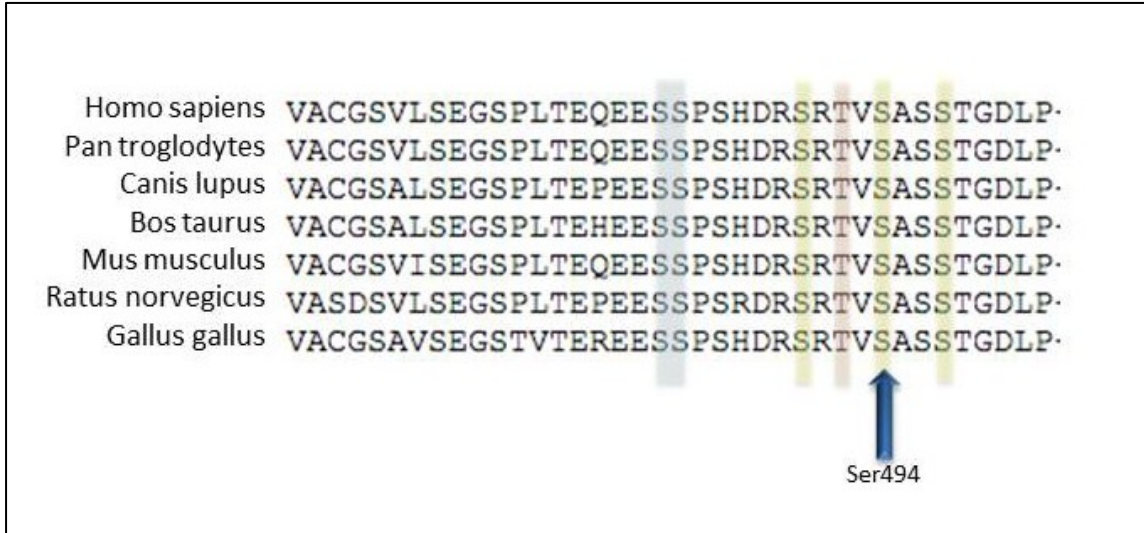 Homo sapiens VACGSVLSEGSPLTEQEESSPSHDRSRTVSASSTGDLP·
Pan troglodytes VACGSVLSEGSPLTEQEESSPSHDRSRTVSASSTGDLP·
Canis lupus VACGSALSEGSPLTEPEESSPSHDRSRTVSASSTGDLP·
Bos taurus VACGSALSEGSPLTEHEESSPSHDRSRTVSASSTGDLP·
Mus musculus VACGSVISEGSPLTEQEESSPSHDRSRTVSASSTGDLP·
Ratus norvegicus VASDSVLSEGSPLTEPEESSPSRDRSRTVSASSTGDLP·
Gallus gallus VACGSAVSEGSTVTEREESSPSHDRSRTVSASSTGDLP·
Ser494